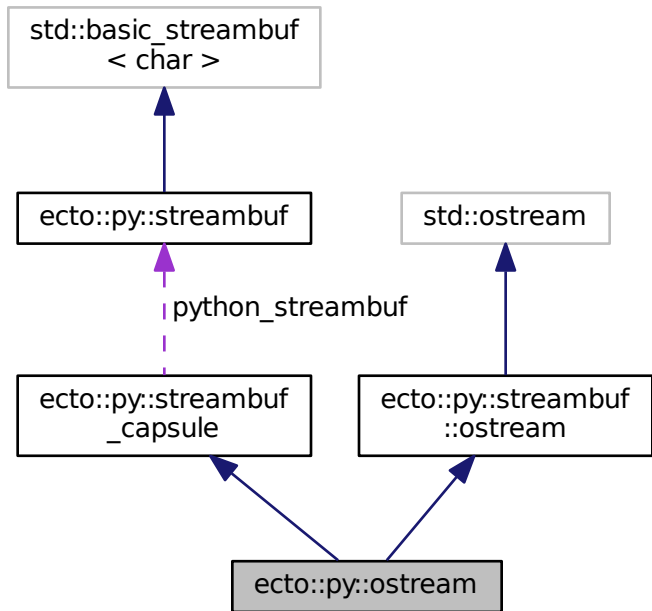 std::basic_streambuf
< char >
ecto::py::streambuf
std::ostream
python_streambuf
ecto::py::streambuf
_capsule
ecto::py::streambuf
::ostream
ecto::py::ostream